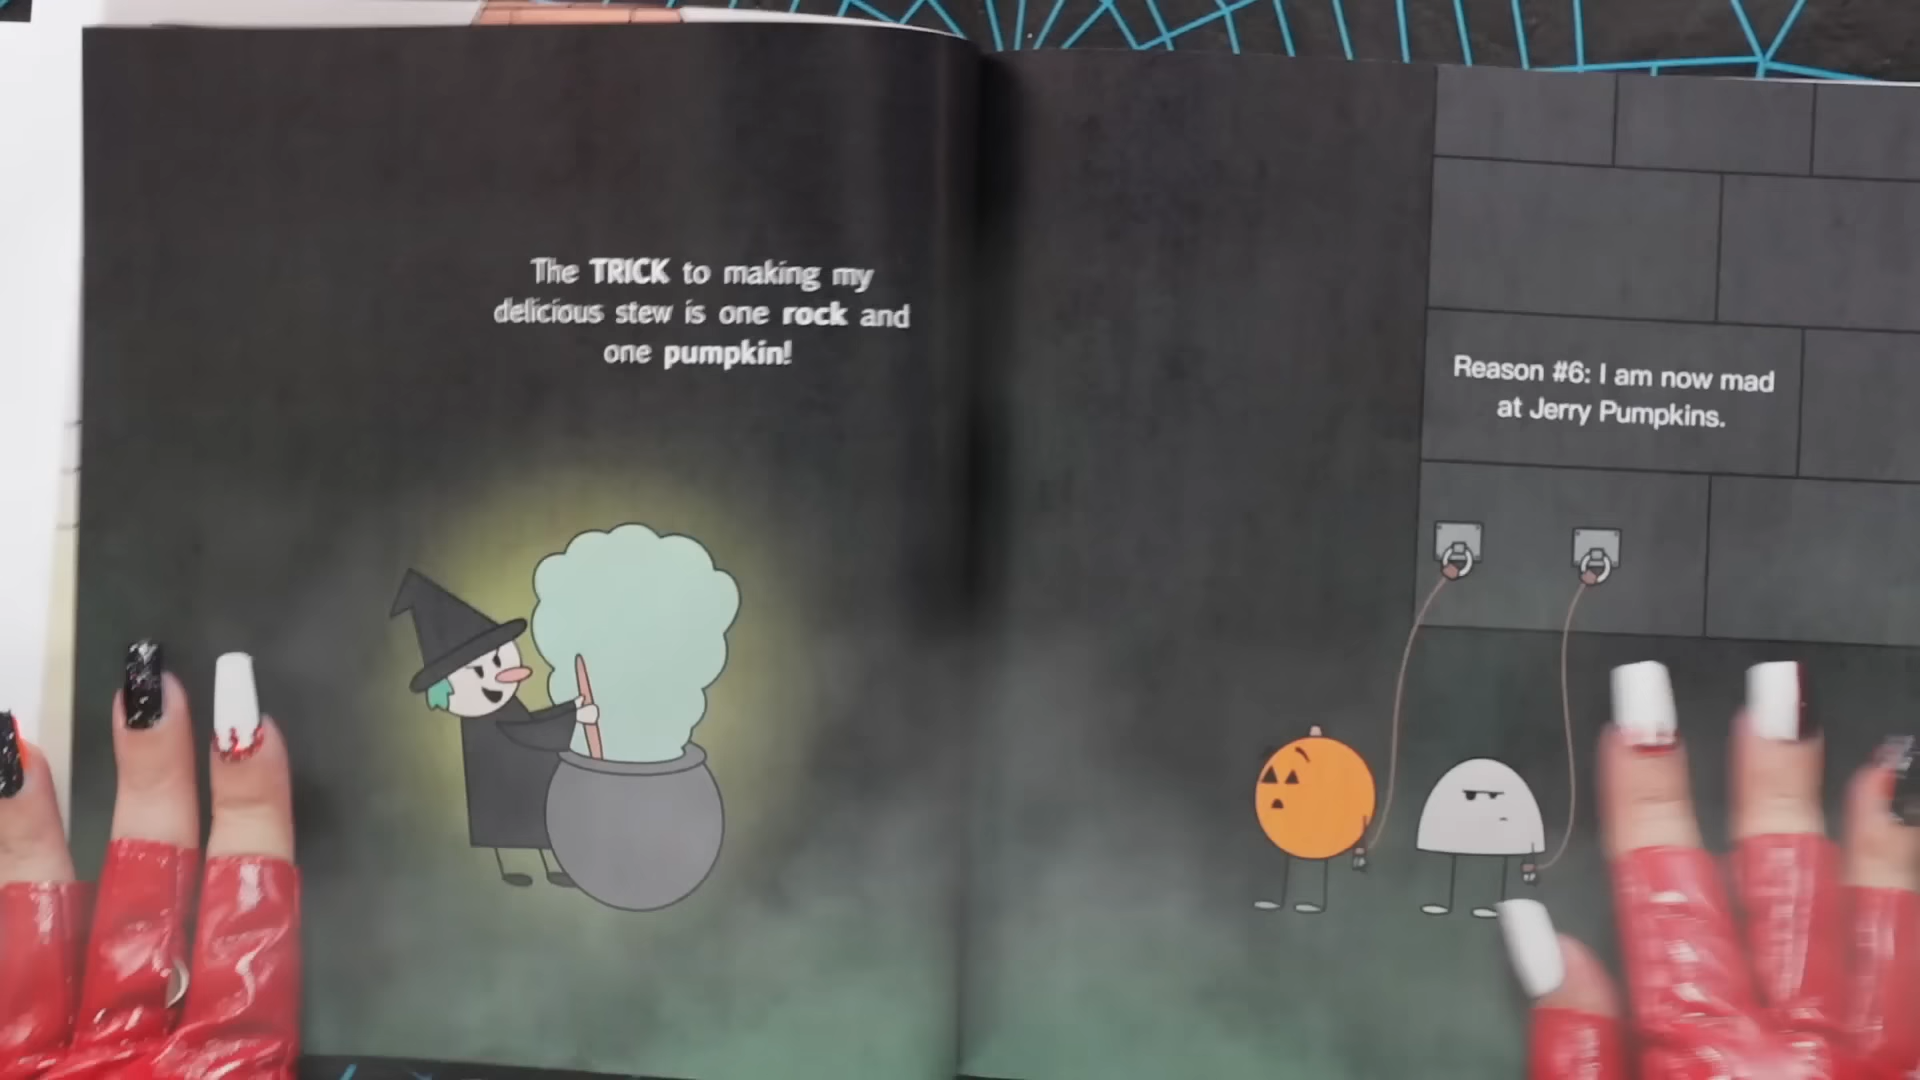 The TRICK to making my
delicious stew is one rock and
one pumpkin!
Reason #6: I am now mad
at Jerry Pumpkins.